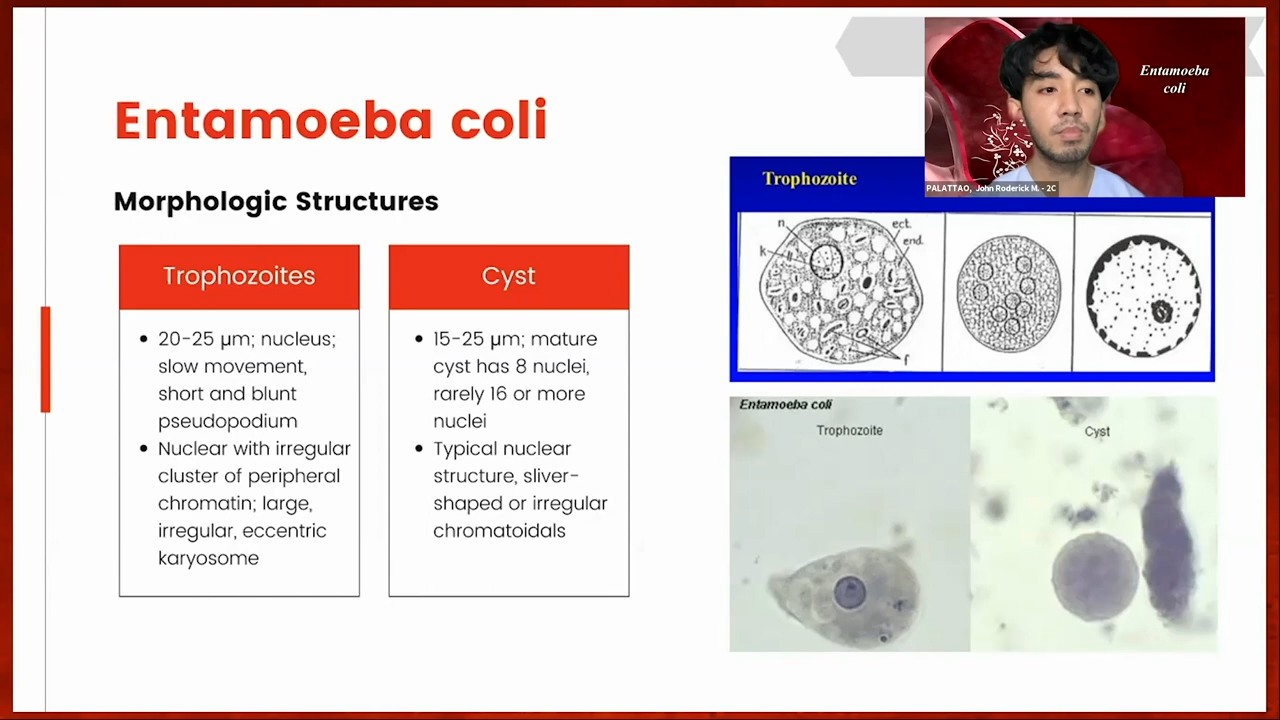 Entamoeba coli
Morphologic Structures
Trophozoites
• 20-25 μm; nucleus;
slow movement,
short and blunt
pseudopodium
• Nuclear with irregular
cluster of peripheral
chromatin; large,
irregular, eccentric
karyosome
Cyst
• 15-25 μm; mature
cyst has 8 nuclei,
rarely 16 or more
nuclei
• Typical nuclear
structure, sliver-
shaped or irregular
chromatoidals
Entamoeba
coli
PALATTAO, John Roderick M. - 2C
Trophozoite
n.
ect.
k
end.
f
Entamoeba coli
Trophozoite
Cyst